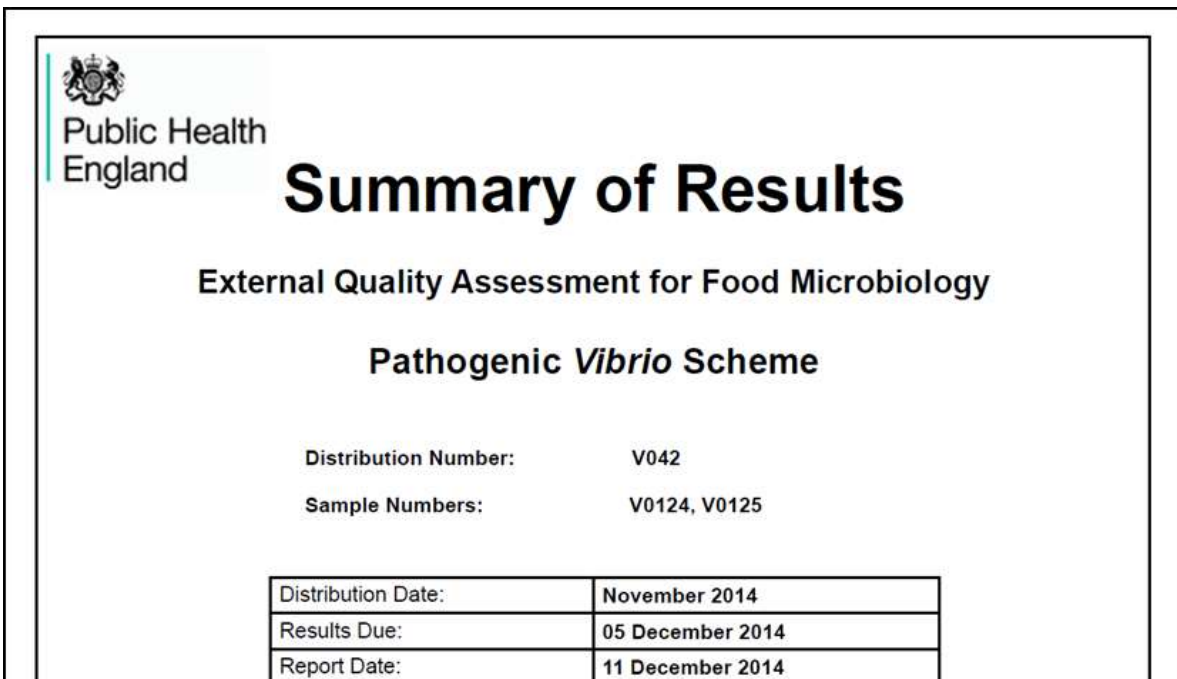 Public Health
England
Summary of Results
External Quality Assessment for Food Microbiology
Pathogenic Vibrio Scheme
Distribution Number: V042
Sample Numbers: V0124, V0125
Distribution Date: November 2014
Results Due: 05 December 2014
Report Date: 11 December 2014